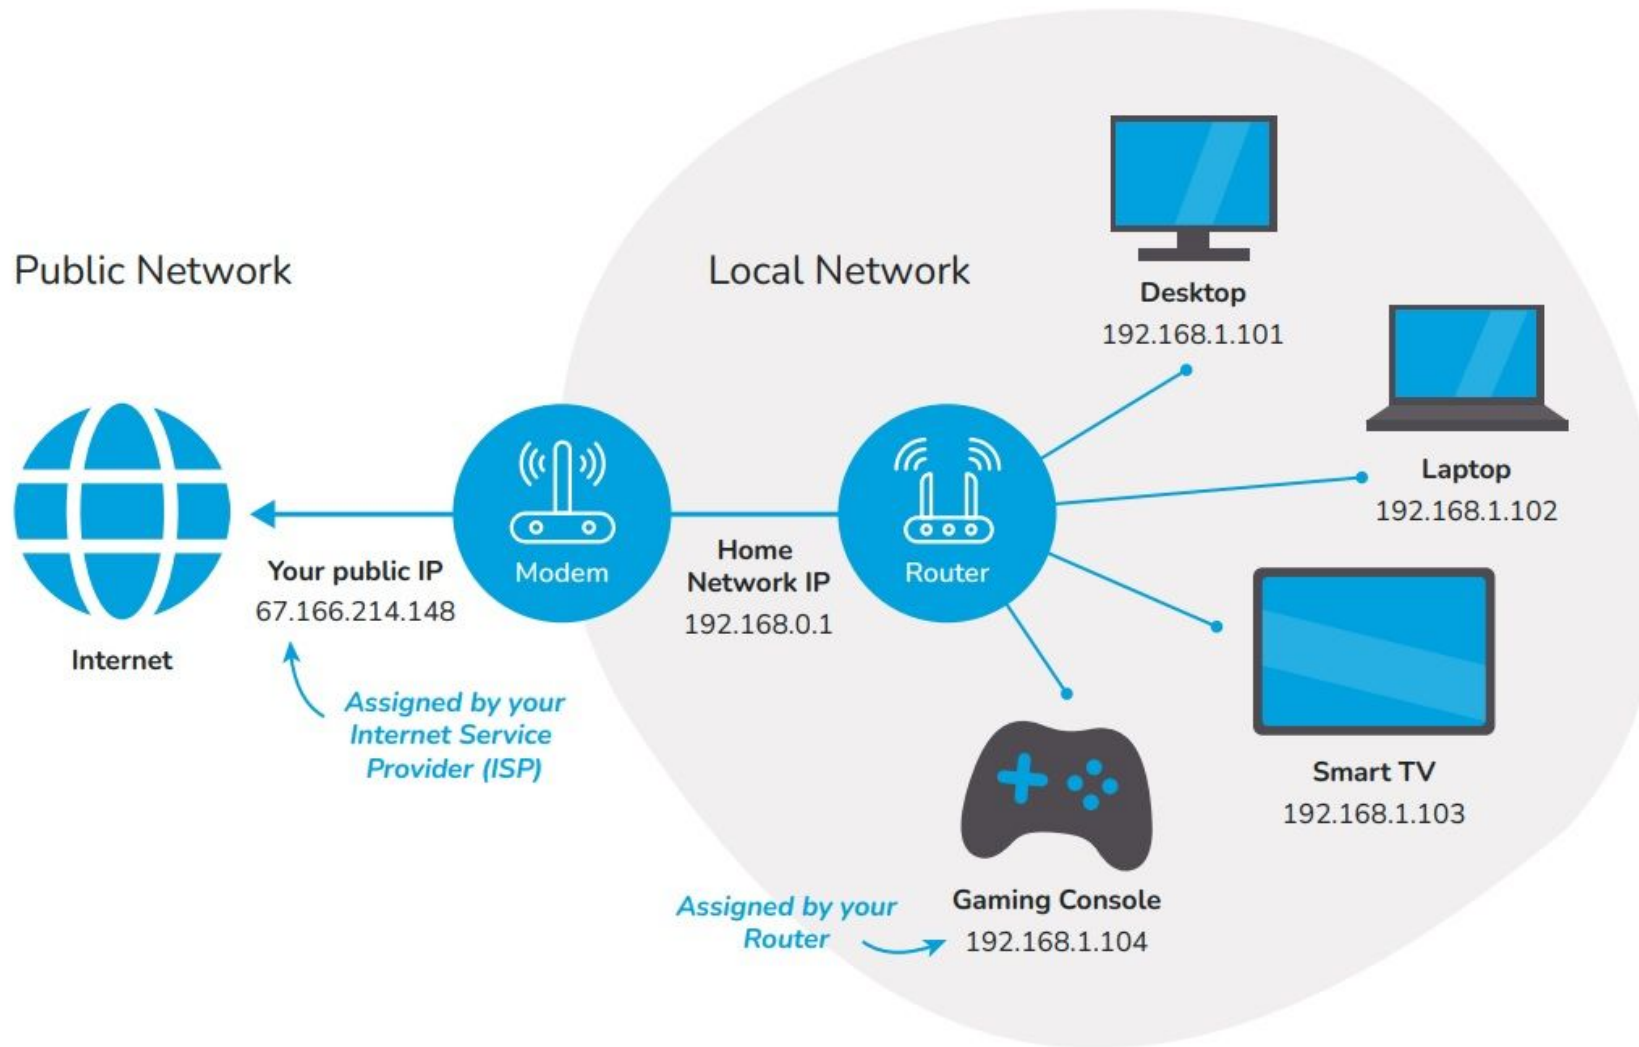 Public Network
Local Network
Desktop
192.168.1.101
Laptop
192.168.1.102
Modem
Router
Home
Network IP
192.168.0.1
Your public IP
67.166.214.148
Internet
Assigned by your
Internet Service
Provider (ISP)
Smart TV
192.168.1.103
Gaming Console
192.168.1.104
Assigned by your
Router